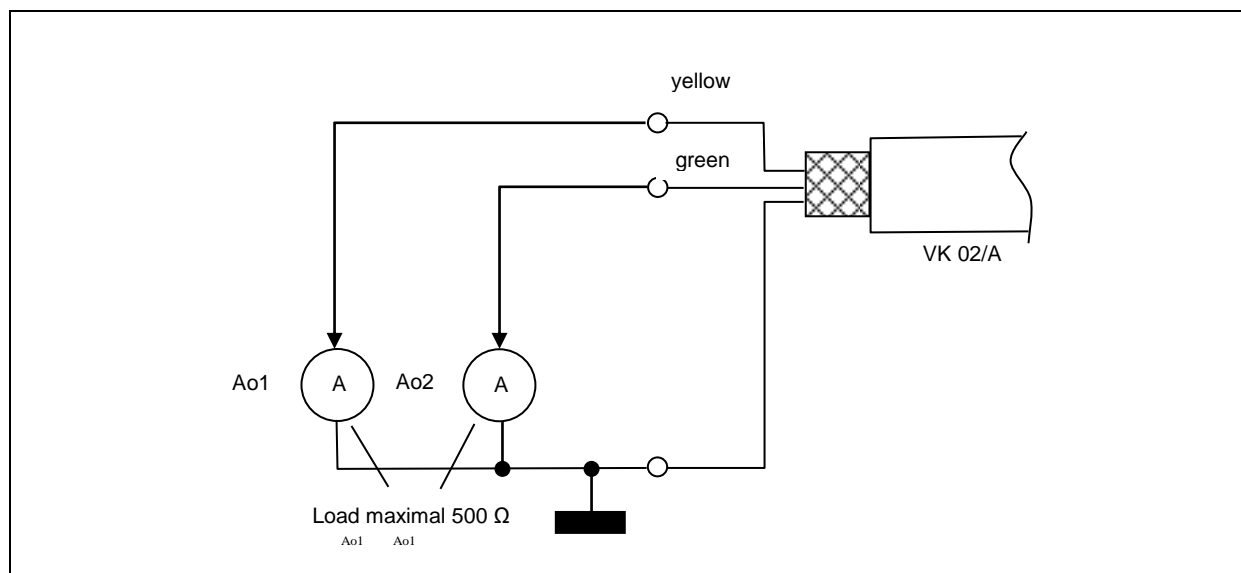 yellow
green
VK 02/A
Ao1
A
Ao2
A
Load maximal 500 Ω
Ao1 Ao1